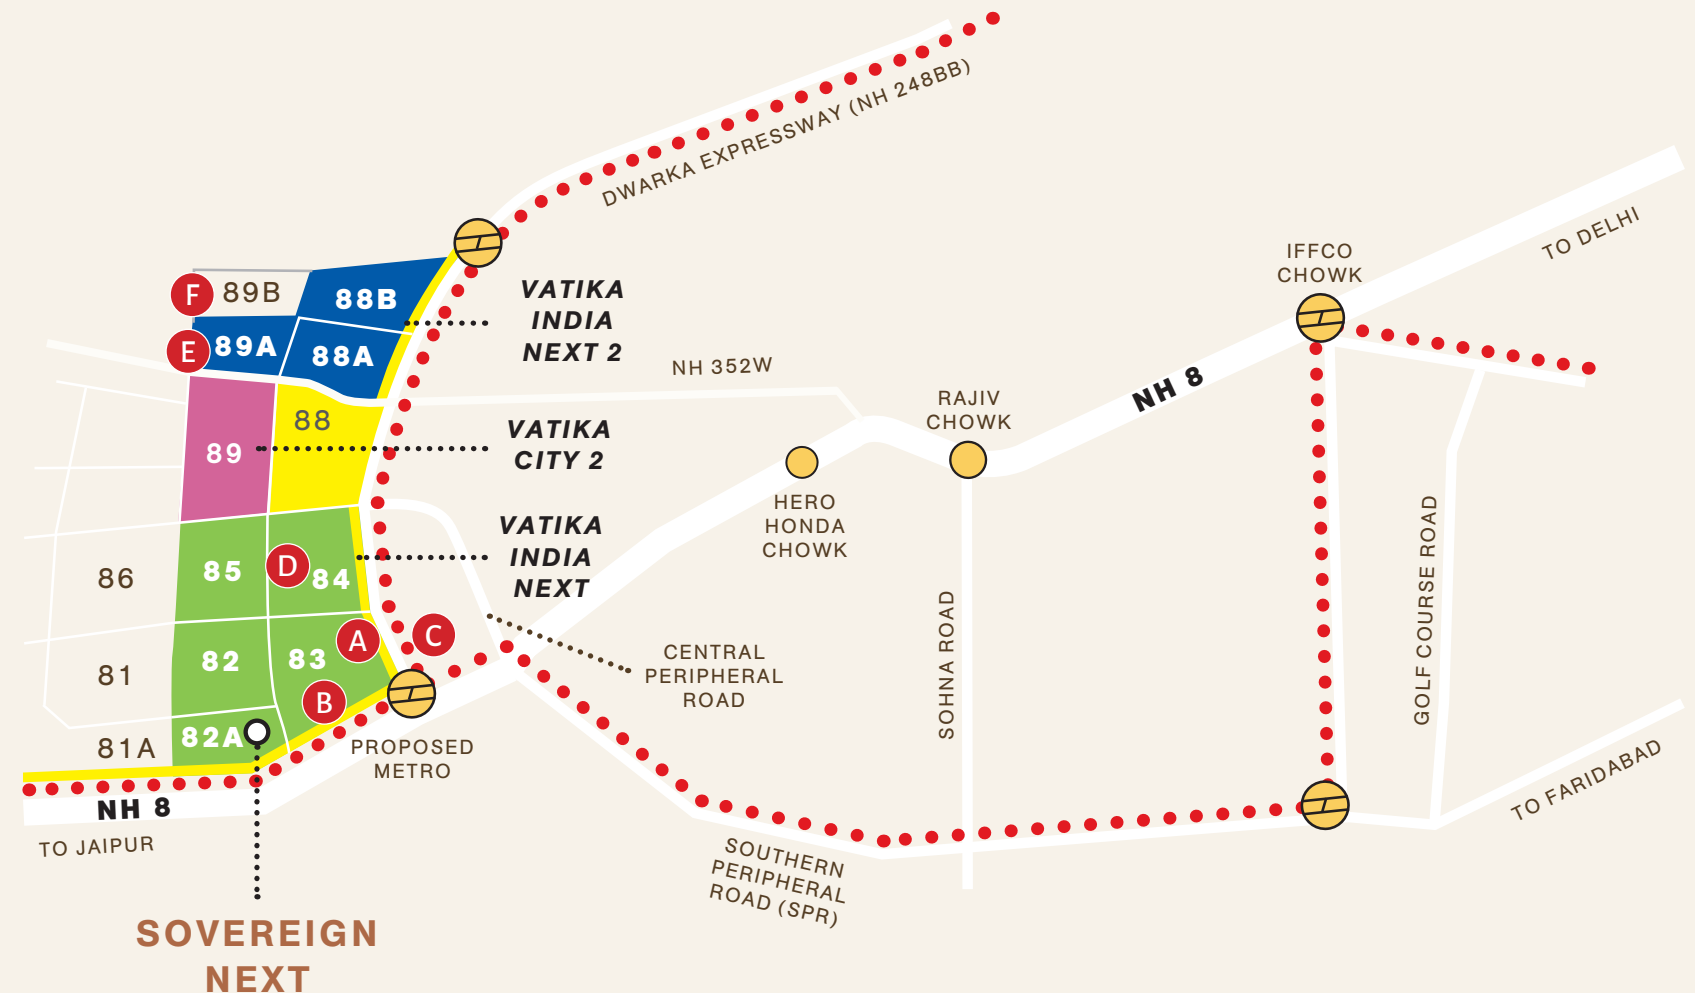 DWARKA EXPRESSWAY (NH 248BB)
TO DELHI
IFFCO
CHOWK
F
89B
88B
E
89A
88A
VATIKA
INDIA
NEXT 2
NH 352W
NH 8
RAJIV
CHOWK
88
89
VATIKA
CITY 2
HERO
HONDA
CHOWK
VATIKA
INDIA
NEXT
86
85
D
84
GOLF COURSE ROAD
SOHNA ROAD
A
C
81
82
83
B
CENTRAL
PERIPHERAL
ROAD
81A
82A
PROPOSED
METRO
TO FARIDABAD
NH 8
TO JAIPUR
SOUTHERN
PERIPHERAL
ROAD (SPR)
SOVEREIGN
NEXT